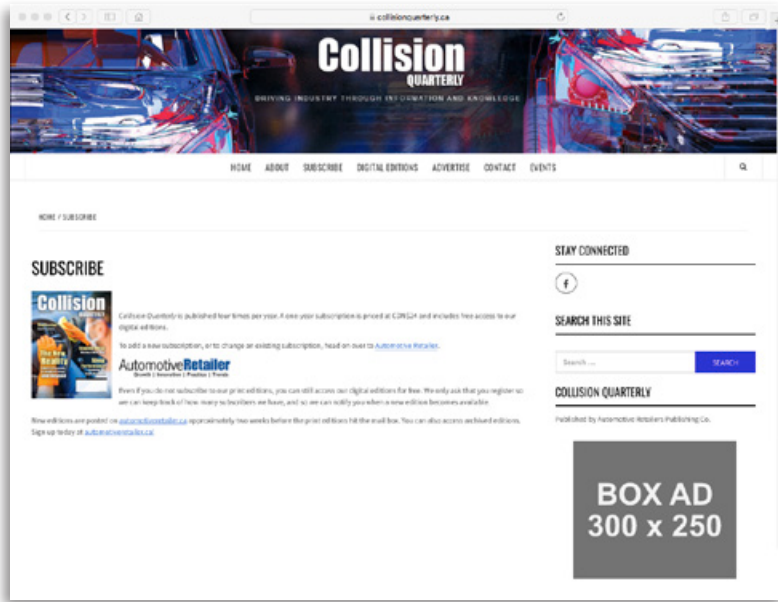 collisionquarterly.ca
Collision
QUARTERLY
DRIVING INDUSTRY THROUGH INFORMATION AND KNOWLEDGE
HOME ABOUT SUBSCRIBE DIGITAL EDITIONS ADVERTISE CONTACT EVENTS
HOME / SUBSCRIBE
SUBSCRIBE
Collision
QUARTERLY
The New
Reality
Collision Quarterly is published four times per year. A one year subscription is priced at CDN$24 and includes free access to our
digital editions.
To add a new subscription, or to change an existing subscription, head on over to Automotive Retailer.
AutomotiveRetailer
Growth | Innovation | Practice | Trends
Even if you do not subscribe to our print editions, you can still access our digital editions for free. We only ask that you register so
we can keep track of how many subscribers we have, and so we can notify you when a new edition becomes available.
New editions are posted on automotiveretailer.ca approximately two weeks before the print editions hit the mail box. You can also access archived editions.
Sign up today at automotiveretailer.ca!
STAY CONNECTED
f
SEARCH THIS SITE
Search ...
SEARCH
COLLISION QUARTERLY
Published by Automotive Retailers Publishing Co.
BOX AD
300 x 250